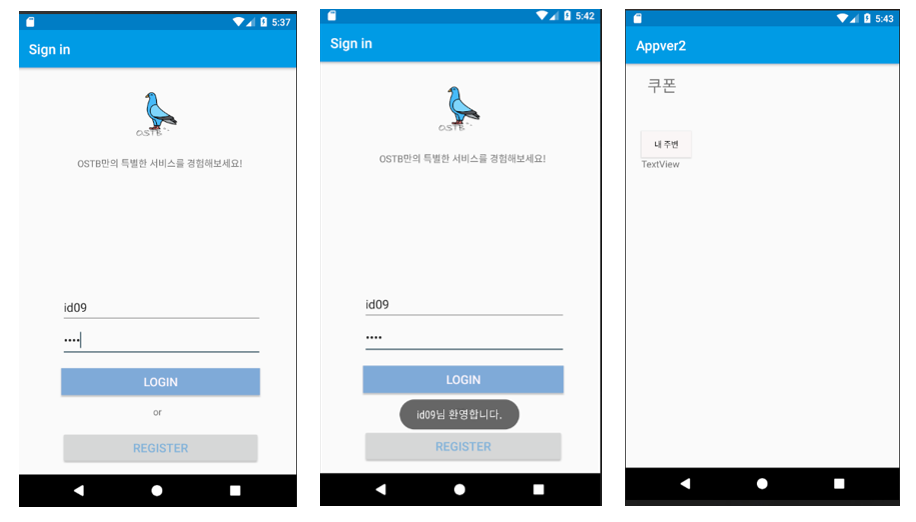 5:37
Sign in
OSTB
OSTB만의 특별한 서비스를 경험해보세요!
id09
••••
LOGIN
or
REGISTER
5:42
Sign in
OSTB
OSTB만의 특별한 서비스를 경험해보세요!
id09
••••
LOGIN
id09님 환영합니다.
REGISTER
5:43
Appver2
쿠폰
내 주변
TextView